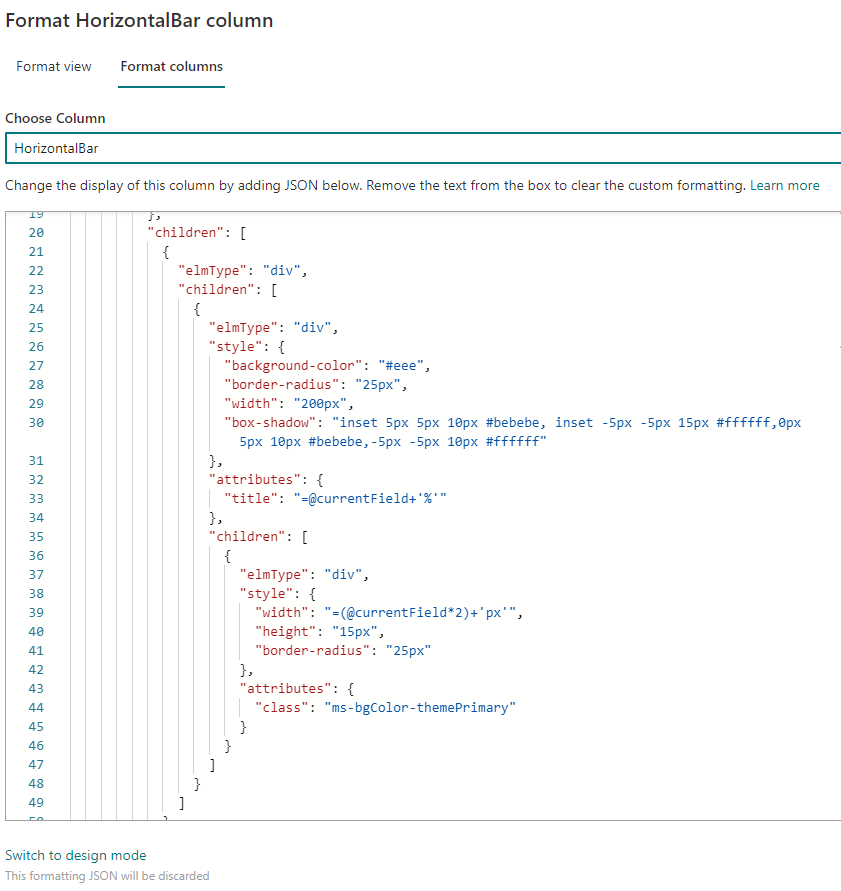 Format HorizontalBar column
Format view Format columns
Choose Column
HorizontalBar
Change the display of this column by adding JSON below. Remove the text from the box to clear the custom formatting. Learn more
19 },
20 "children": [
21 {
22 "elmType": "div",
23 "children": [
24 {
25 "elmType": "div",
26 "style": {
27 "background-color": "#eee",
28 "border-radius": "25px",
29 "width": "200px",
30 "box-shadow": "inset 5px 5px 10px #bebebe, inset -5px -5px 15px #ffffff,0px
5px 10px #bebebe,-5px -5px 10px #ffffff"
31 },
32 "attributes": {
33 "title": "=@currentField+'%'"
34 },
35 "children": [
36 {
37 "elmType": "div",
38 "style": {
39 "width": "=(@currentField*2)+'px'",
40 "height": "15px",
41 "border-radius": "25px"
42 },
43 "attributes": {
44 "class": "ms-bgColor-themePrimary"
45 }
46 }
47 ]
48 }
49 ]
Switch to design mode
This formatting JSON will be discarded